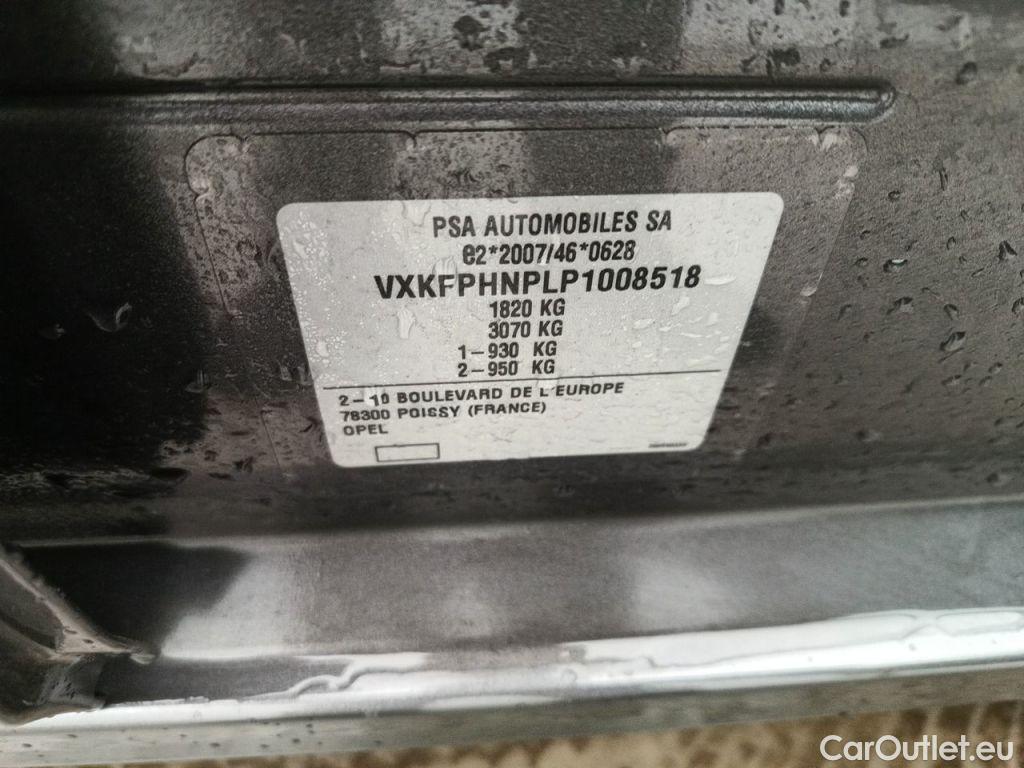 PSA AUTOMOBILES SA
e2*2007/46*0628
VXKFPHNPLP1008518
1820 KG
3070 KG
1-930 KG
2-950 KG
2-10 BOULEVARD DE L'EUROPE
78300 POISSY (FRANCE)
OPEL
CarOutlet.eu